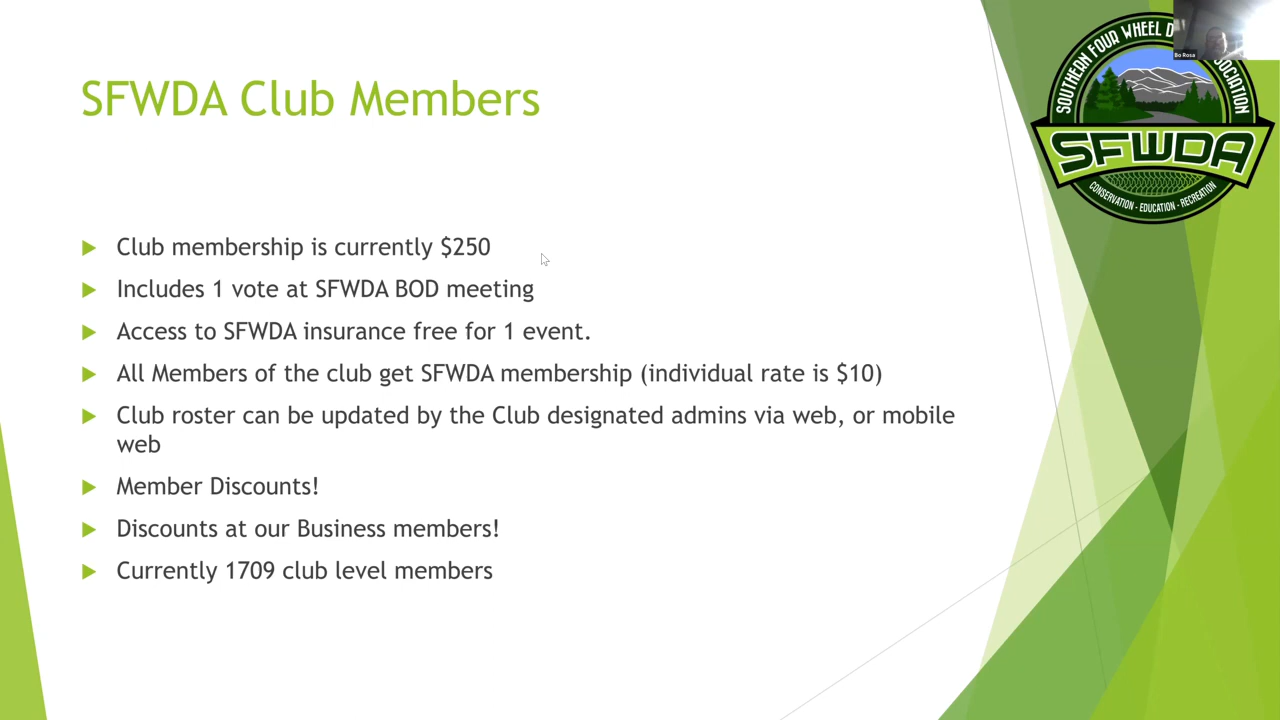 SFWDA Club Members
Club membership is currently $250
Includes 1 vote at SFWDA BOD meeting
Access to SFWDA insurance free for 1 event.
All Members of the club get SFWDA membership (individual rate is $10)
Club roster can be updated by the Club designated admins via web, or mobile
web
Member Discounts!
Discounts at our Business members!
Currently 1709 club level members
SOUTHERN FOUR WHEEL D
SOCIATION
SFWDA
CONSERVATION - EDUCATION - RECREATION
Bo Rosa